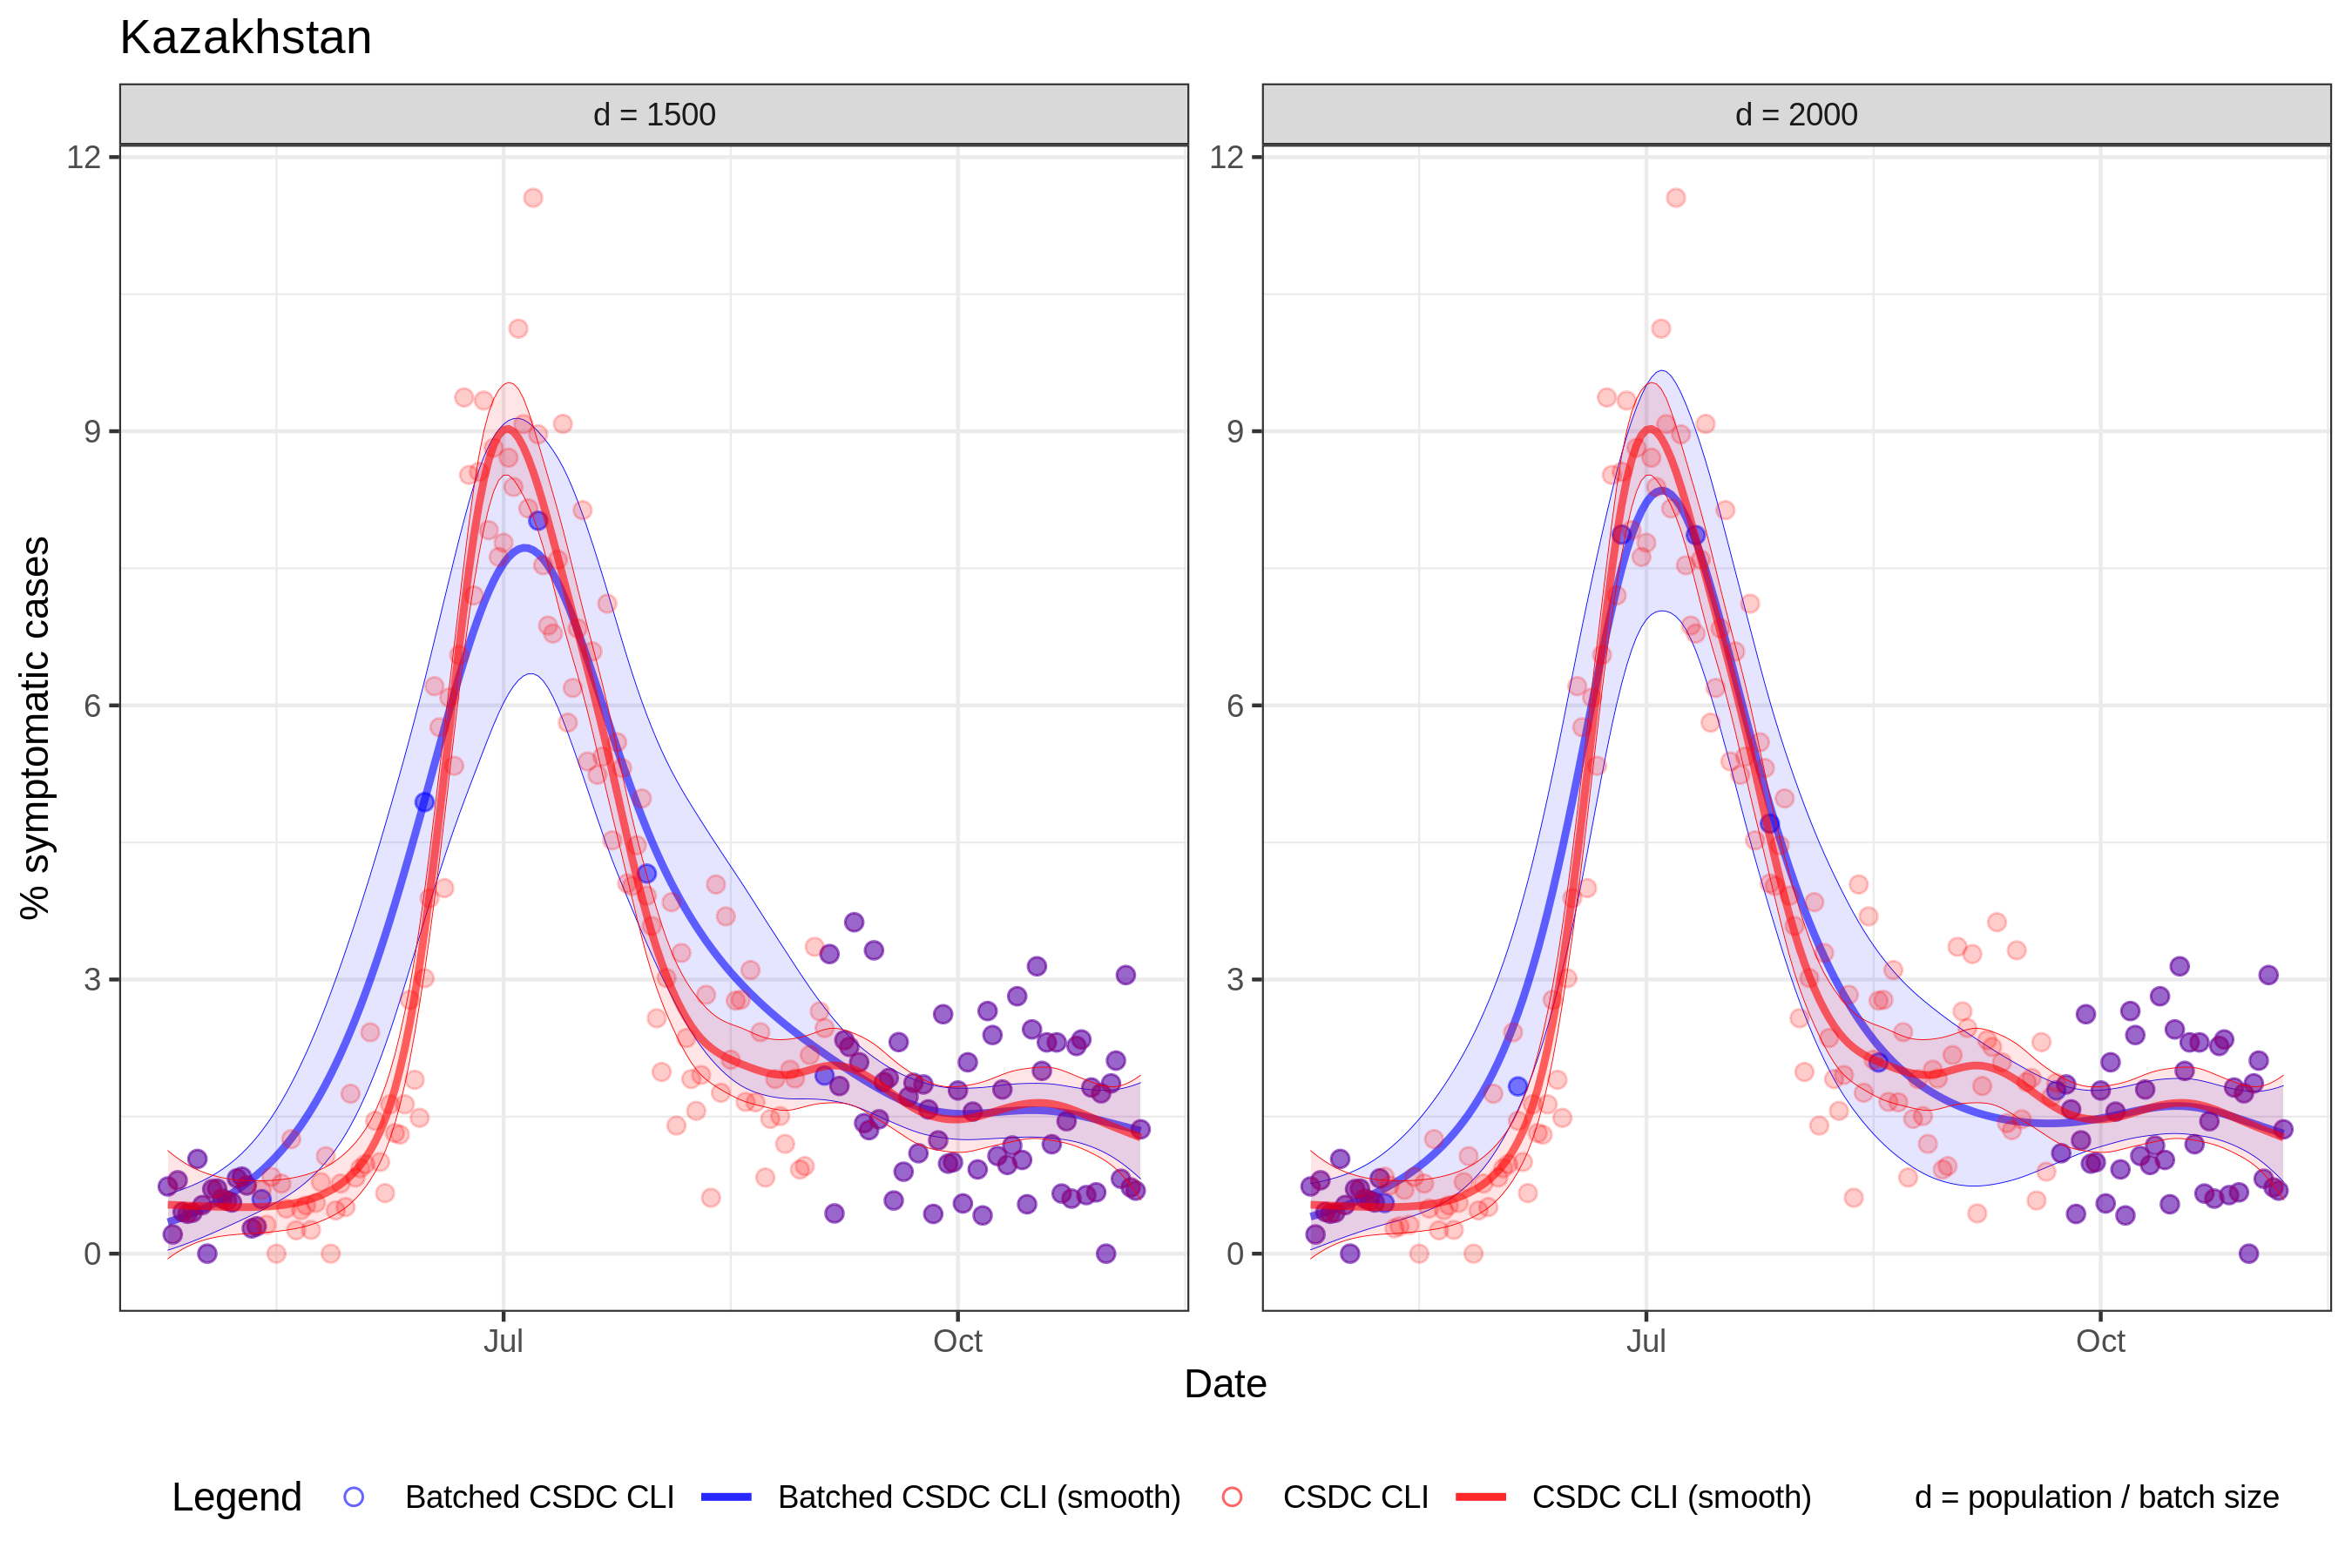 Kazakhstan
d = 1500
d = 2000
% symptomatic cases
12
9
6
3
0
12
9
6
3
0
Jul
Oct
Jul
Oct
Date
Legend
Batched CSDC CLI
Batched CSDC CLI (smooth)
CSDC CLI
CSDC CLI (smooth)
d = population / batch size